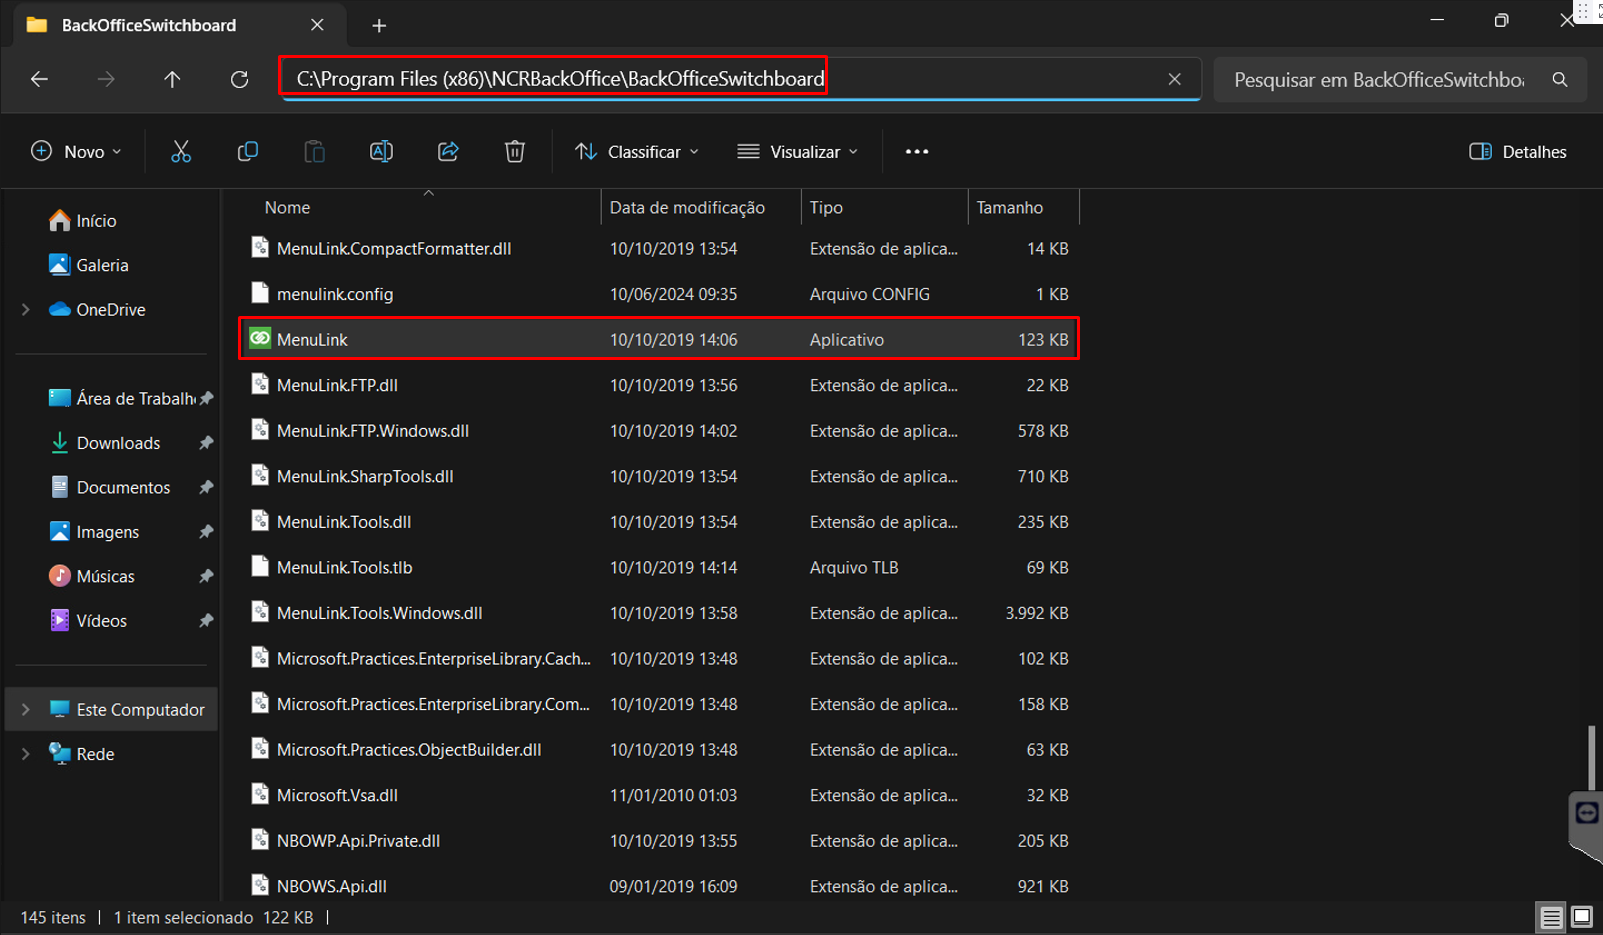 BackOfficeSwitchboard
C:\Program Files (x86)\NCRBackOffice\BackOfficeSwitchboard
Pesquisar em BackOfficeSwitchboa
Novo
Classificar
Visualizar
Detalhes
Início
Galeria
OneDrive
Área de Trabalho
Downloads
Documentos
Imagens
Músicas
Vídeos
Este Computador
Rede
Nome Data de modificação Tipo Tamanho
MenuLink.CompactFormatter.dll 10/10/2019 13:54 Extensão de aplica... 14 KB
menulink.config 10/06/2024 09:35 Arquivo CONFIG 1 KB
MenuLink 10/10/2019 14:06 Aplicativo 123 KB
MenuLink.FTP.dll 10/10/2019 13:56 Extensão de aplica... 22 KB
MenuLink.FTP.Windows.dll 10/10/2019 14:02 Extensão de aplica... 578 KB
MenuLink.SharpTools.dll 10/10/2019 13:54 Extensão de aplica... 710 KB
MenuLink.Tools.dll 10/10/2019 13:54 Extensão de aplica... 235 KB
MenuLink.Tools.tlb 10/10/2019 14:14 Arquivo TLB 69 KB
MenuLink.Tools.Windows.dll 10/10/2019 13:58 Extensão de aplica... 3.992 KB
Microsoft.Practices.EnterpriseLibrary.Cach... 10/10/2019 13:48 Extensão de aplica... 102 KB
Microsoft.Practices.EnterpriseLibrary.Com... 10/10/2019 13:48 Extensão de aplica... 158 KB
Microsoft.Practices.ObjectBuilder.dll 10/10/2019 13:48 Extensão de aplica... 63 KB
Microsoft.Vsa.dll 11/01/2010 01:03 Extensão de aplica... 32 KB
NBOWP.Api.Private.dll 10/10/2019 13:55 Extensão de aplica... 205 KB
NBOWS.Api.dll 09/01/2019 16:09 Extensão de aplica... 921 KB
145 itens | 1 item selecionado 122 KB |